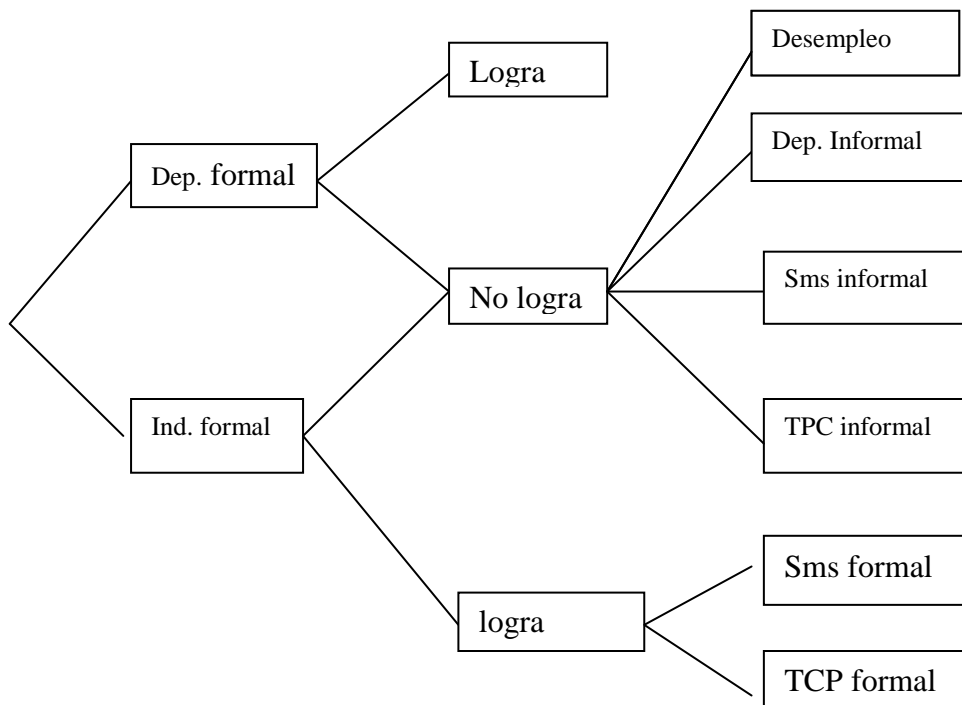 Desempleo
Logra
Dep. Informal
Dep. formal
Sms informal
No logra
Ind. formal
TPC informal
Sms formal
logra
TCP formal